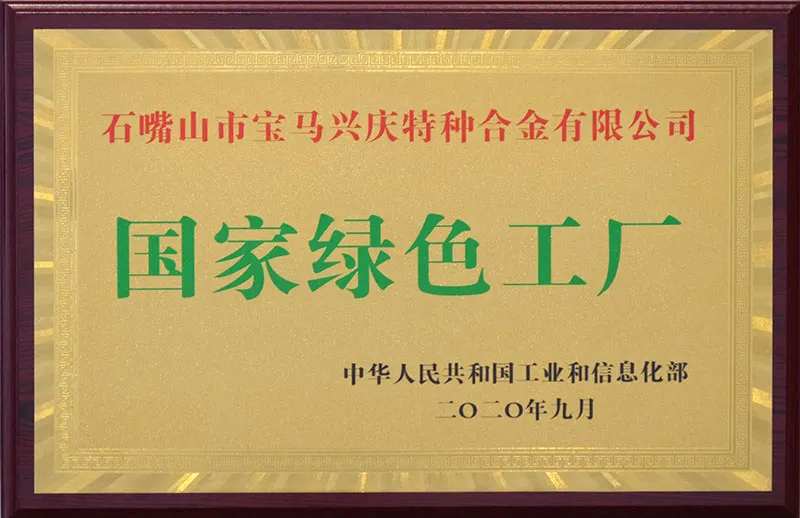 石嘴山市宝马兴庆特种合金有限公司
国家绿色工厂
中华人民共和国工业和信息化部
二〇二〇年九月